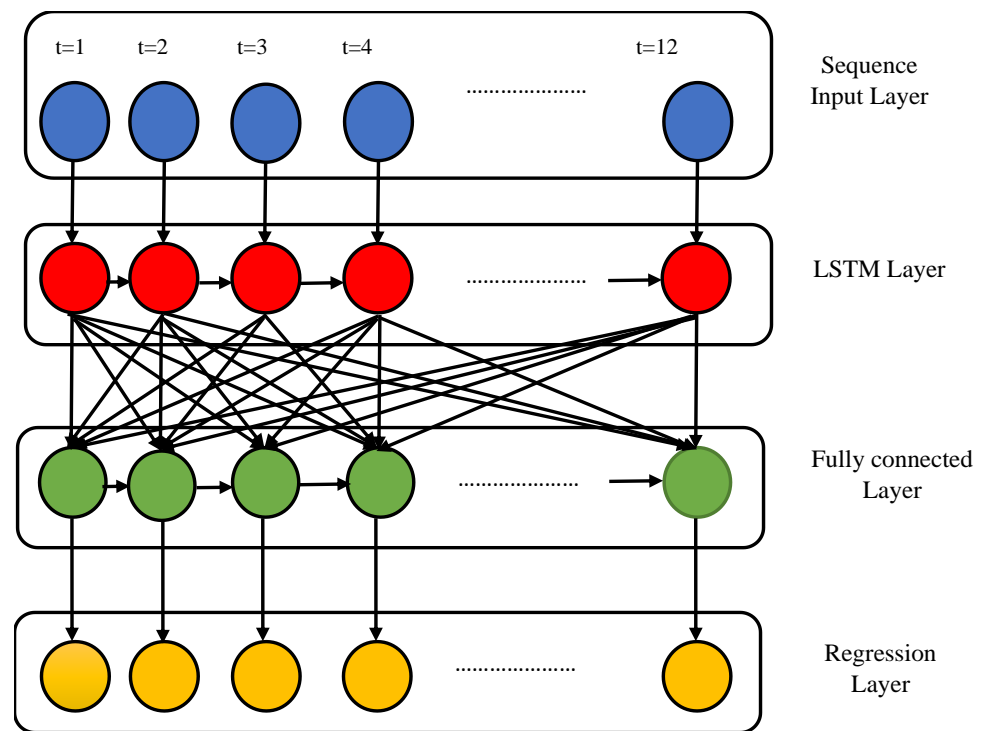 t=1 t=2 t=3 t=4 ..................... t=12
Sequence
Input Layer
LSTM Layer
.....................
Fully connected
Layer
.....................
Regression
Layer
.....................